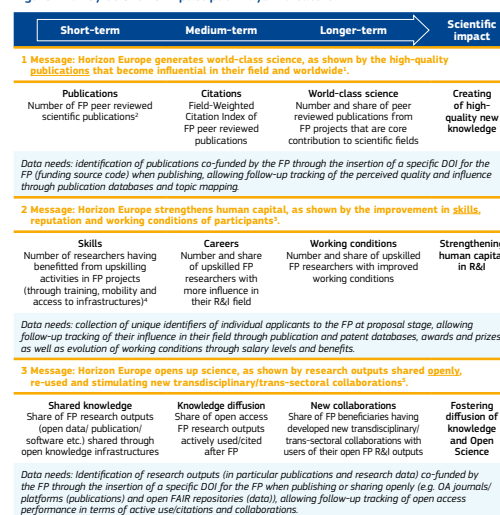 Short-term
Medium-term
Longer-term
Scientific
impact
1 Message: Horizon Europe generates world-class science, as shown by the high-quality
publications that become influential in their field and worldwide¹.
Publications
Number of FP peer reviewed
scientific publications²
Citations
Field-Weighted
Citation Index of
FP peer reviewed
publications
World-class science
Number and share of peer
reviewed publications from
FP projects that are core
contribution to scientific fields
Creating
of high-
quality new
knowledge
Data needs: identification of publications co-funded by the FP through the insertion of a specific DOI for the
FP (funding source code) when publishing, allowing follow-up tracking of the perceived quality and influence
through publication databases and topic mapping.
2 Message: Horizon Europe strengthens human capital, as shown by the improvement in skills,
reputation and working conditions of participants³.
Skills
Number of researchers having
benefitted from upskilling
activities in FP projects
(through training, mobility and
access to infrastructures)⁴
Careers
Number and share
of upskilled FP
researchers with
more influence in
their R&I field
Working conditions
Number and share of upskilled
FP researchers with improved
working conditions
Strengthening
human capital
in R&I
Data needs: collection of unique identifiers of individual applicants to the FP at proposal stage, allowing
follow-up tracking of their influence in their field through publication and patent databases, awards and prizes
as well as evolution of working conditions through salary levels and benefits.
3 Message: Horizon Europe opens up science, as shown by research outputs shared openly,
re-used and stimulating new transdisciplinary/trans-sectoral collaborations⁵.
Shared knowledge
Share of FP research outputs
(open data/ publication/
software etc.) shared through
open knowledge infrastructures
Knowledge diffusion
Share of open access
FP research outputs
actively used/cited
after FP
New collaborations
Share of FP beneficiaries having
developed new transdisciplinary/
trans-sectoral collaborations with
users of their open FP R&I outputs
Fostering
diffusion of
knowledge
and Open
Science
Data needs: Identification of research outputs (in particular publications and research data) co-funded by
the FP through the insertion of a specific DOI for the FP when publishing or sharing openly (e.g. OA journals/
platforms (publications) and open FAIR repositories (data)), allowing follow-up tracking of open access
performance in terms of active use/citations and collaborations.